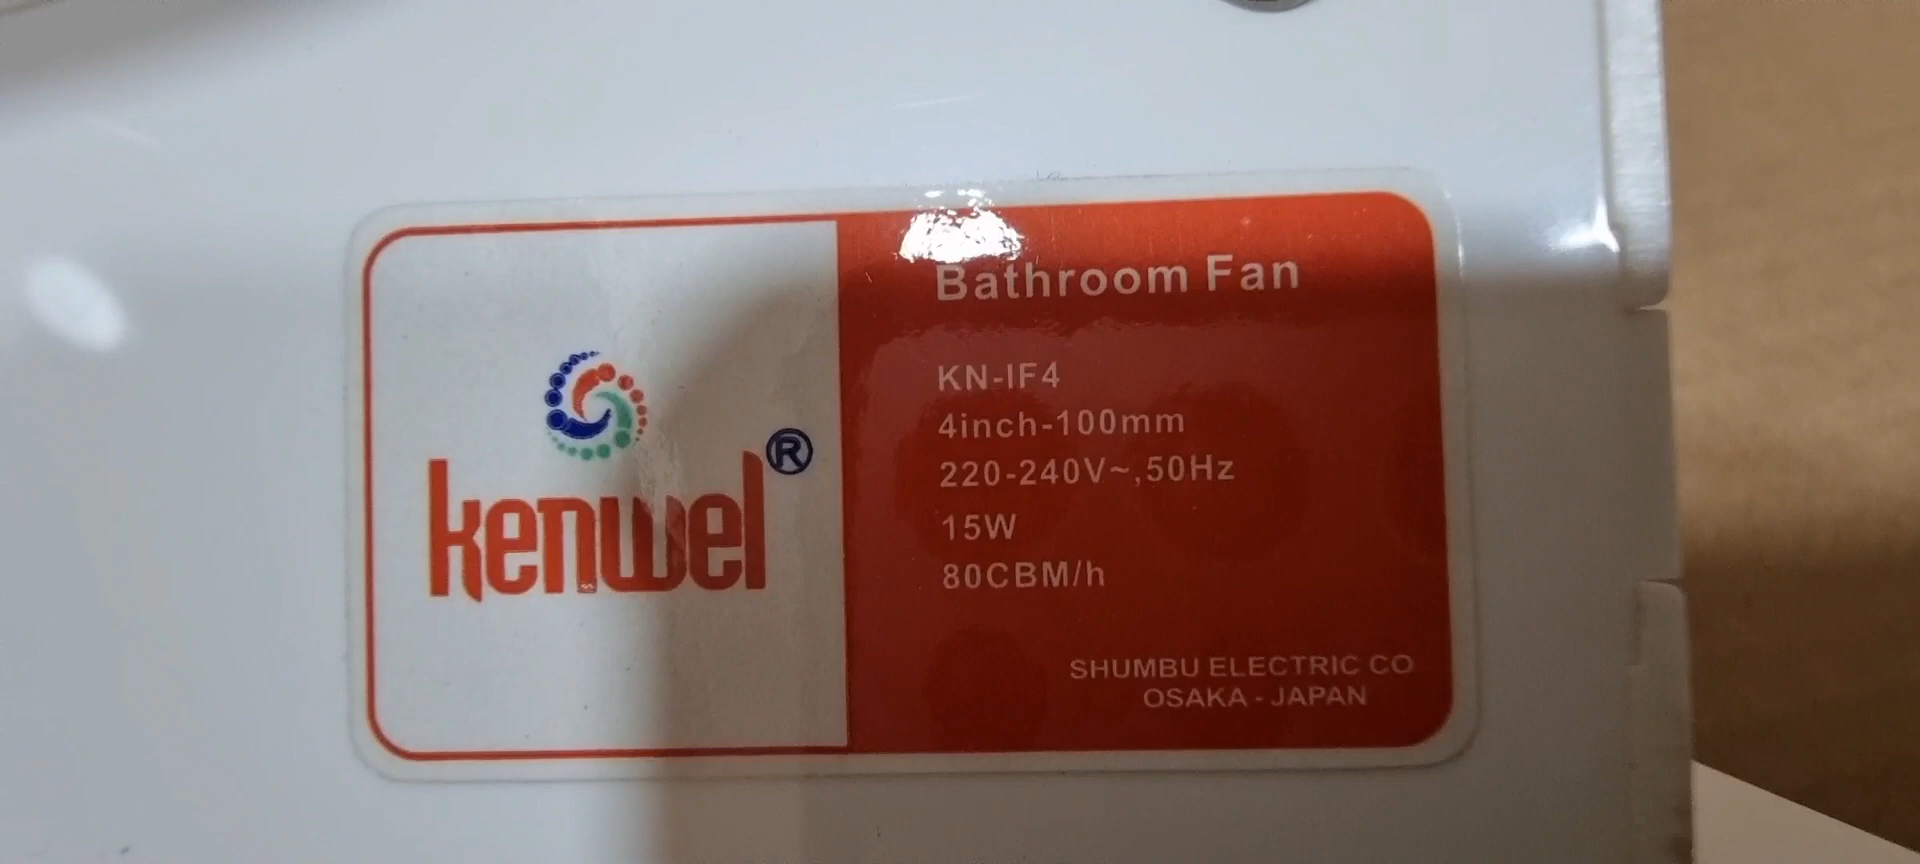 kenwel®
Bathroom Fan
KN-IF4
4inch-100mm
220-240V~,50Hz
15W
80CBM/h
SHUMBU ELECTRIC CO
OSAKA - JAPAN